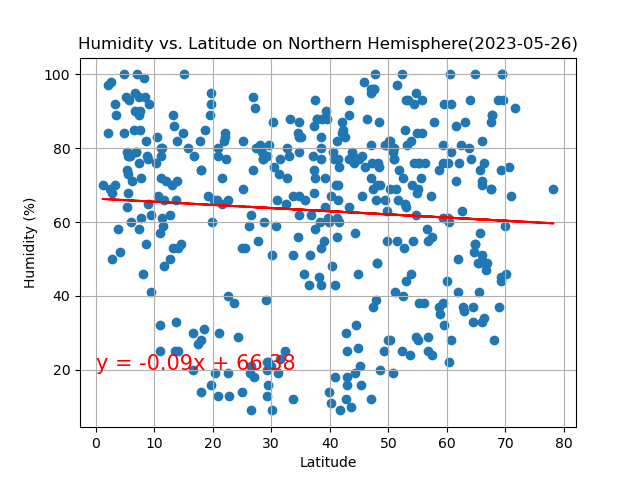 Humidity vs. Latitude on Northern Hemisphere(2023-05-26)
100
80
60
40
20
Humidity (%)
y = -0.09x + 66.38
0 10 20 30 40 50 60 70 80
Latitude